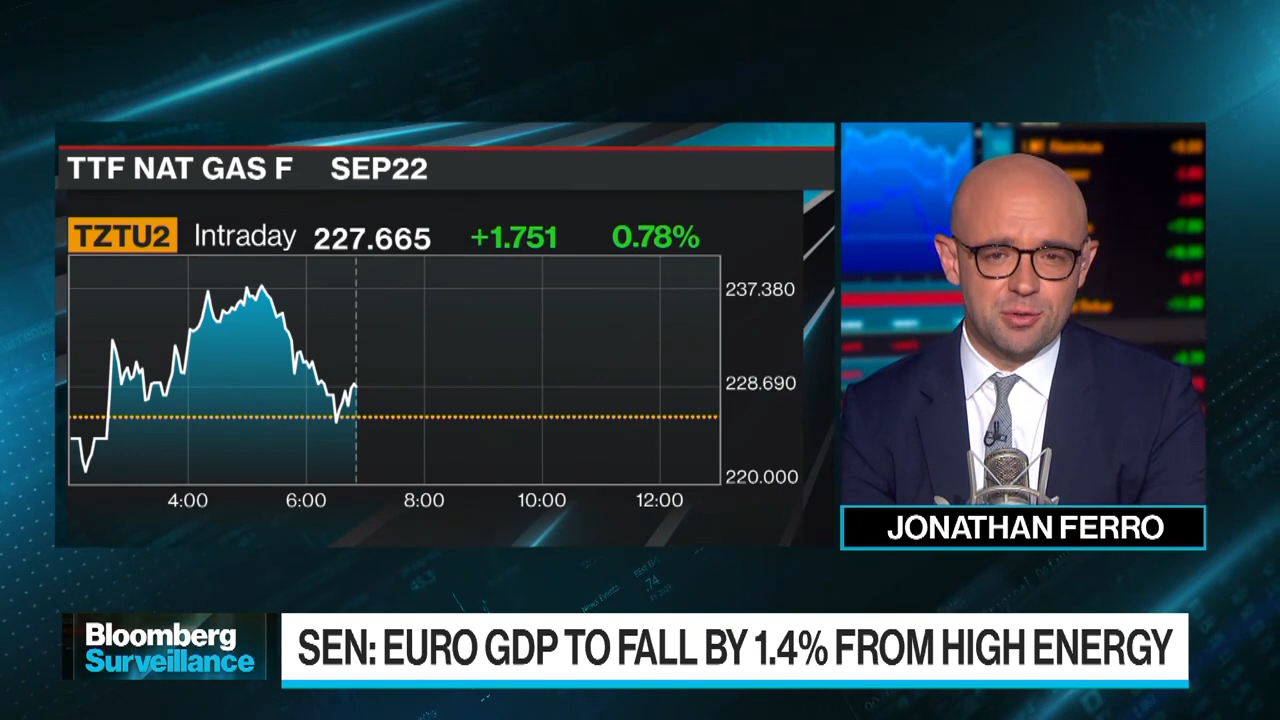 TTF NAT GAS F SEP22
TZTU2 Intraday 227.665 +1.751 0.78%
237.380
228.690
220.000
4:00 6:00 8:00 10:00 12:00
JONATHAN FERRO
Bloomberg
Surveillance
SEN: EURO GDP TO FALL BY 1.4% FROM HIGH ENERGY